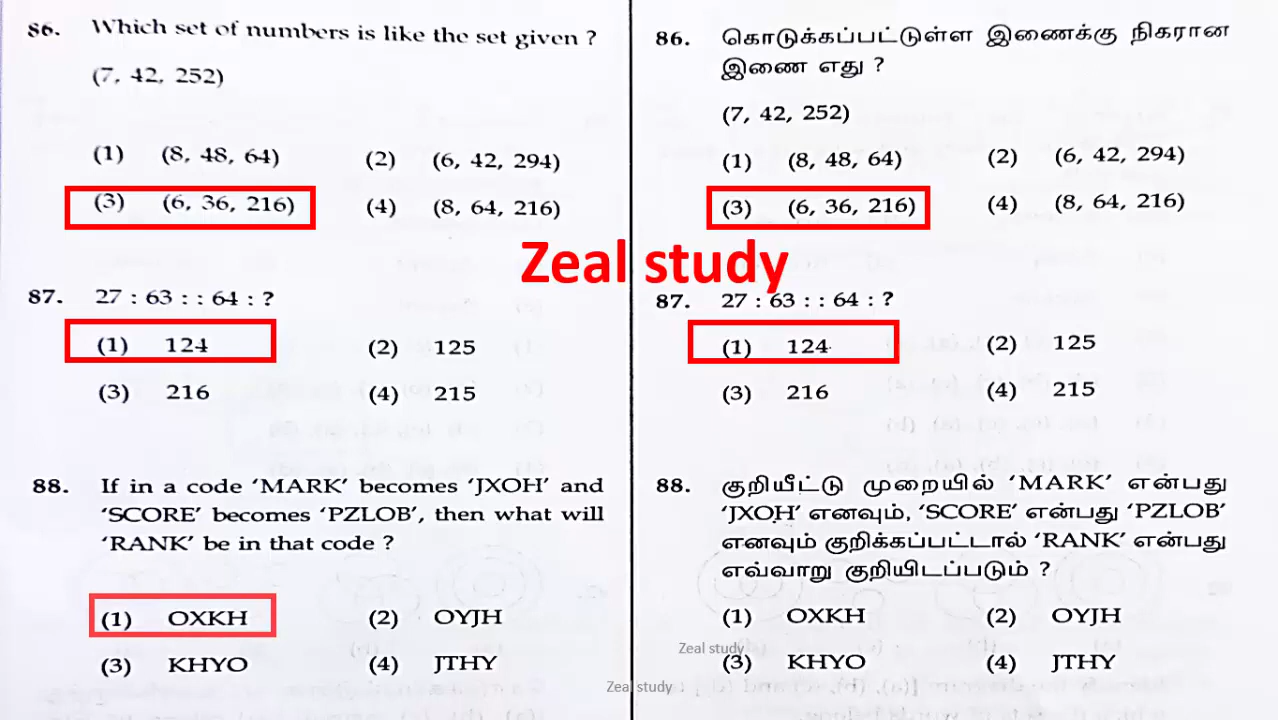 86. Which set of numbers is like the set given ?
(7, 42, 252)
(1) (8, 48, 64) (2) (6, 42, 294)
(3) (6, 36, 216) (4) (8, 64, 216)
87. 27 : 63 : : 64 : ?
(1) 124 (2) 125
(3) 216 (4) 215
88. If in a code ‘MARK’ becomes ‘JXOH’ and
‘SCORE’ becomes ‘PZLOB’, then what will
‘RANK’ be in that code ?
(1) OXKH (2) OYJH
(3) KHYO (4) JTHY
Zeal study
86. கொடுக்கப்பட்டுள்ள இணைக்கு நிகரான
இணை எது ?
(7, 42, 252)
(1) (8, 48, 64) (2) (6, 42, 294)
(3) (6, 36, 216) (4) (8, 64, 216)
87. 27 : 63 : : 64 : ?
(1) 124 (2) 125
(3) 216 (4) 215
88. குறியீட்டு முறையில் ‘MARK’ என்பது
‘JXOH’ எனவும், ‘SCORE’ என்பது ‘PZLOB’
எனவும் குறிக்கப்பட்டால் ‘RANK’ என்பது
எவ்வாறு குறியிடப்படும் ?
(1) OXKH (2) OYJH
(3) KHYO (4) JTHY
Zeal study
Zeal study